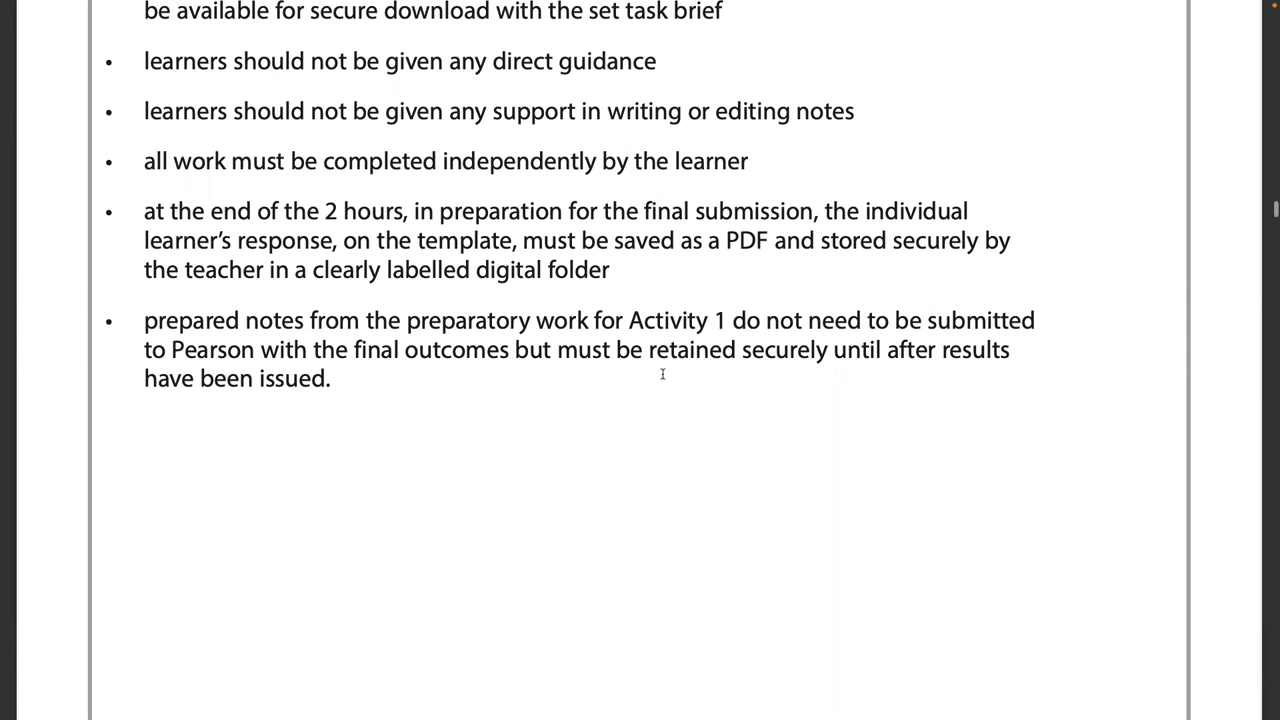 be available for secure download with the set task brief
• learners should not be given any direct guidance
• learners should not be given any support in writing or editing notes
• all work must be completed independently by the learner
• at the end of the 2 hours, in preparation for the final submission, the individual
learner’s response, on the template, must be saved as a PDF and stored securely by
the teacher in a clearly labelled digital folder
• prepared notes from the preparatory work for Activity 1 do not need to be submitted
to Pearson with the final outcomes but must be retained securely until after results
have been issued.